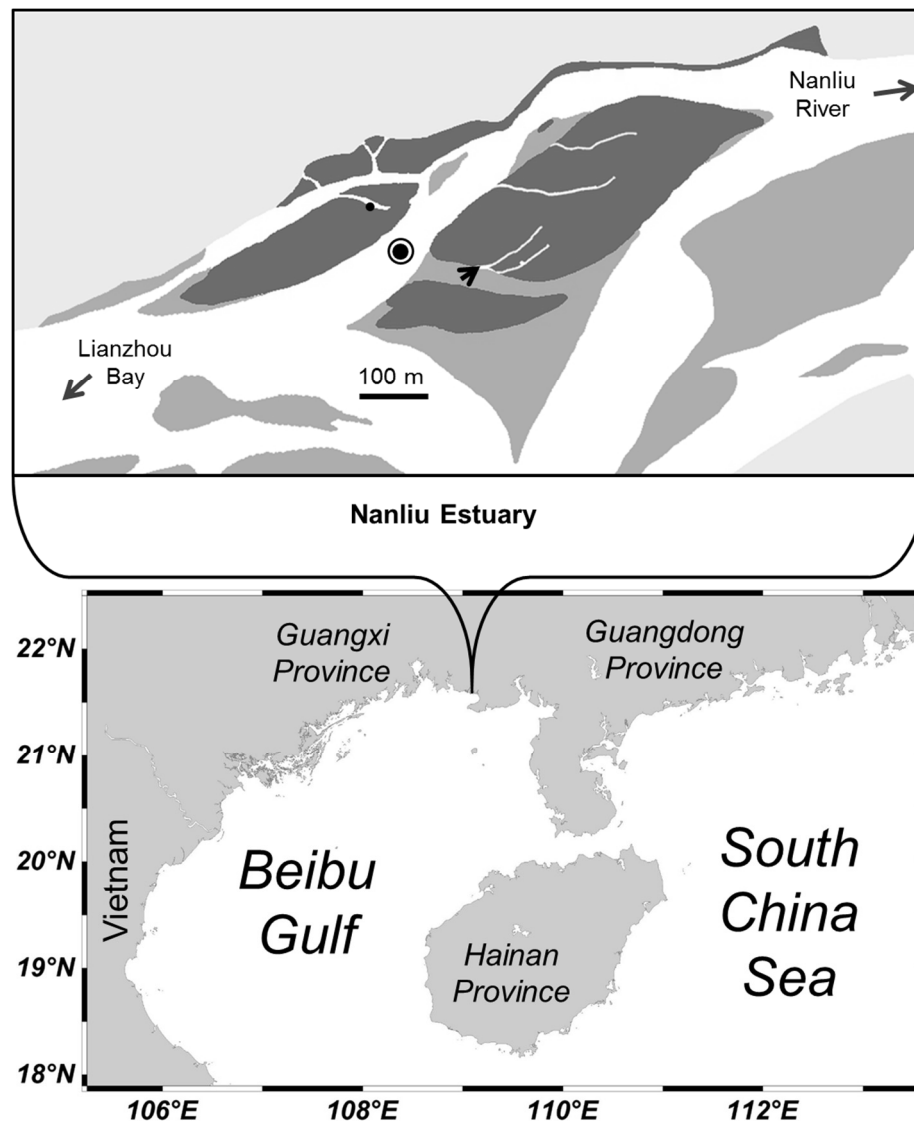 Nanliu
River
Lianzhou
Bay
100 m
Nanliu Estuary
Guangxi
Province
Guangdong
Province
22°N
21°N
20°N
19°N
18°N
Vietnam
Beibu
Gulf
South
China
Sea
Hainan
Province
106°E
108°E
110°E
112°E